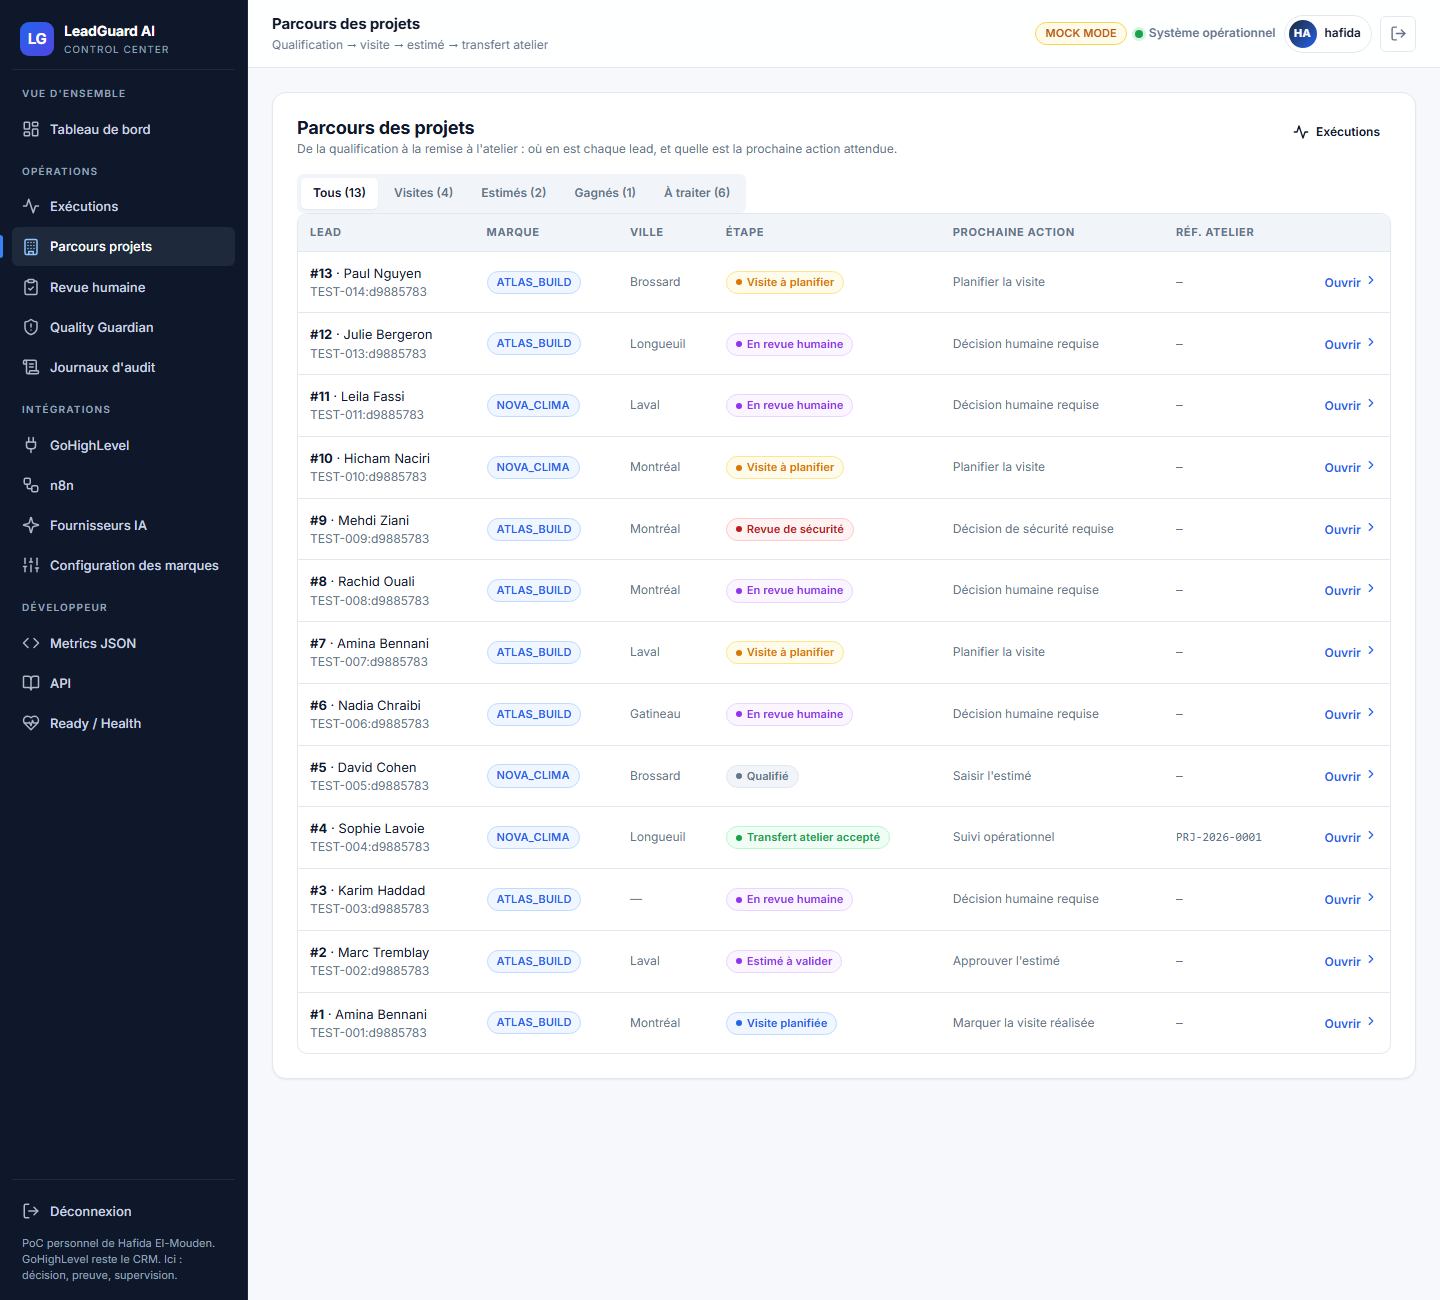 LG
LeadGuard AI
CONTROL CENTER
VUE D'ENSEMBLE
Tableau de bord
OPÉRATIONS
Exécutions
Parcours projets
Revue humaine
Quality Guardian
Journaux d'audit
INTÉGRATIONS
GoHighLevel
n8n
Fournisseurs IA
Configuration des marques
DÉVELOPPEUR
Metrics JSON
API
Ready / Health
Déconnexion
PoC personnel de Hafida El-Mouden.
GoHighLevel reste le CRM. Ici :
décision, preuve, supervision.
Parcours des projets
Qualification → visite → estimé → transfert atelier
MOCK MODE
Système opérationnel
HA
hafida
Parcours des projets
De la qualification à la remise à l'atelier : où en est chaque lead, et quelle est la prochaine action attendue.
Exécutions
Tous (13) Visites (4) Estimés (2) Gagnés (1) À traiter (6)
LEAD MARQUE VILLE ÉTAPE PROCHAINE ACTION RÉF. ATELIER
#13 · Paul Nguyen
TEST-014:d9885783
ATLAS_BUILD Brossard Visite à planifier Planifier la visite – Ouvrir
#12 · Julie Bergeron
TEST-013:d9885783
ATLAS_BUILD Longueuil En revue humaine Décision humaine requise – Ouvrir
#11 · Leila Fassi
TEST-011:d9885783
NOVA_CLIMA Laval En revue humaine Décision humaine requise – Ouvrir
#10 · Hicham Naciri
TEST-010:d9885783
NOVA_CLIMA Montréal Visite à planifier Planifier la visite – Ouvrir
#9 · Mehdi Ziani
TEST-009:d9885783
ATLAS_BUILD Montréal Revue de sécurité Décision de sécurité requise – Ouvrir
#8 · Rachid Ouali
TEST-008:d9885783
ATLAS_BUILD Montréal En revue humaine Décision humaine requise – Ouvrir
#7 · Amina Bennani
TEST-007:d9885783
ATLAS_BUILD Laval Visite à planifier Planifier la visite – Ouvrir
#6 · Nadia Chraibi
TEST-006:d9885783
ATLAS_BUILD Gatineau En revue humaine Décision humaine requise – Ouvrir
#5 · David Cohen
TEST-005:d9885783
NOVA_CLIMA Brossard Qualifié Saisir l'estimé – Ouvrir
#4 · Sophie Lavoie
TEST-004:d9885783
NOVA_CLIMA Longueuil Transfert atelier accepté Suivi opérationnel PRJ-2026-0001 Ouvrir
#3 · Karim Haddad
TEST-003:d9885783
ATLAS_BUILD — En revue humaine Décision humaine requise – Ouvrir
#2 · Marc Tremblay
TEST-002:d9885783
ATLAS_BUILD Laval Estimé à valider Approuver l'estimé – Ouvrir
#1 · Amina Bennani
TEST-001:d9885783
ATLAS_BUILD Montréal Visite planifiée Marquer la visite réalisée – Ouvrir